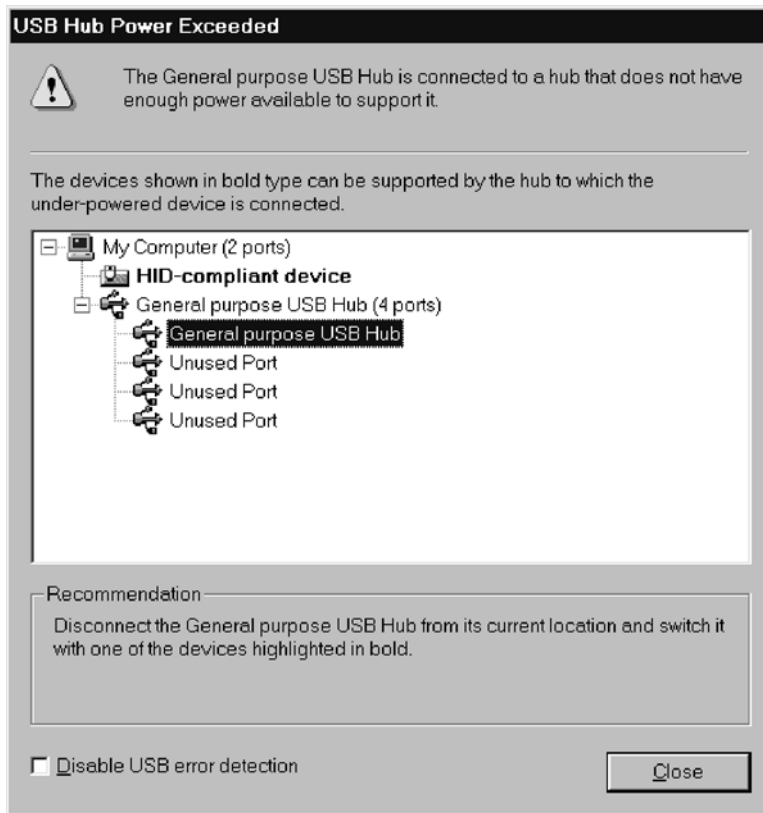 USB Hub Power Exceeded
The General purpose USB Hub is connected to a hub that does not have
enough power available to support it.
The devices shown in bold type can be supported by the hub to which the
under-powered device is connected.
My Computer (2 ports)
HID-compliant device
General purpose USB Hub (4 ports)
General purpose USB Hub
Unused Port
Unused Port
Unused Port
Recommendation
Disconnect the General purpose USB Hub from its current location and switch it
with one of the devices highlighted in bold.
Disable USB error detection
Close